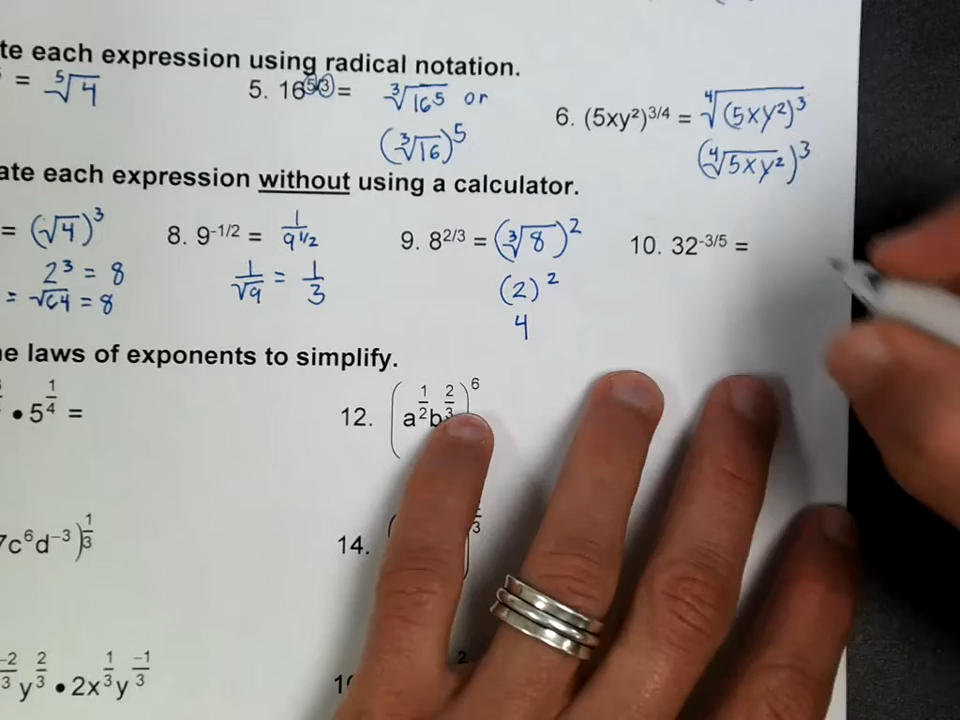 te each expression using radical notation.
= ⁵√4
5. 16^(5/3) = ³√16⁵ or
(³√16)⁵
6. (5xy²)^3/4 = ⁴√(5xy²)³
(⁴√5xy²)³
ate each expression without using a calculator.
= (√4)³
2³ = 8
= √64 = 8
8. 9^-1/2 = 1/9^1/2
1/√9 = 1/3
9. 8^2/3 = (³√8)²
(2)²
4
10. 32^-3/5 =
e laws of exponents to simplify.
• 5^1/4 =
12. (a^1/2 b^2/3)^6
7c⁶d⁻³)^1/3
14. (
y^2/3 • 2x^1/3 y^-1/3